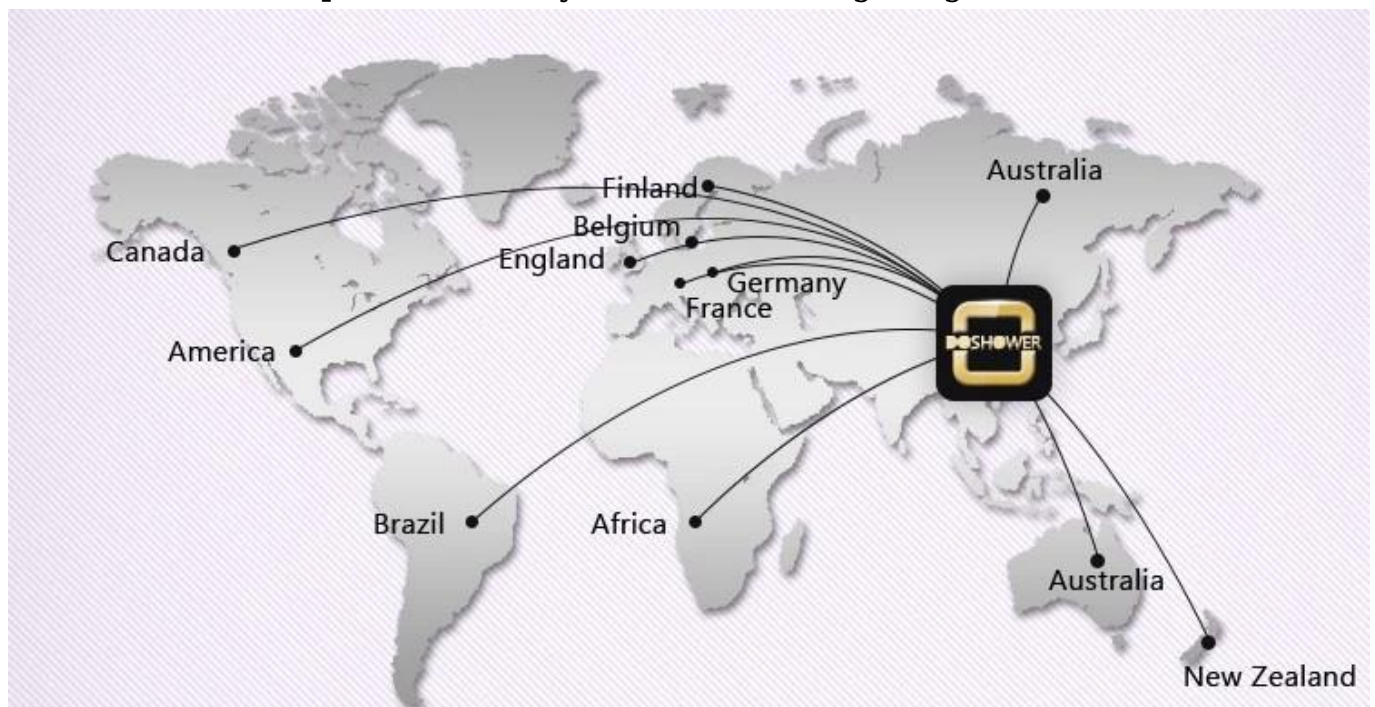 Australia
Finland
Belgium
Canada
England
Germany
France
DOSHOWER
America
Brazil
Africa
Australia
New Zealand